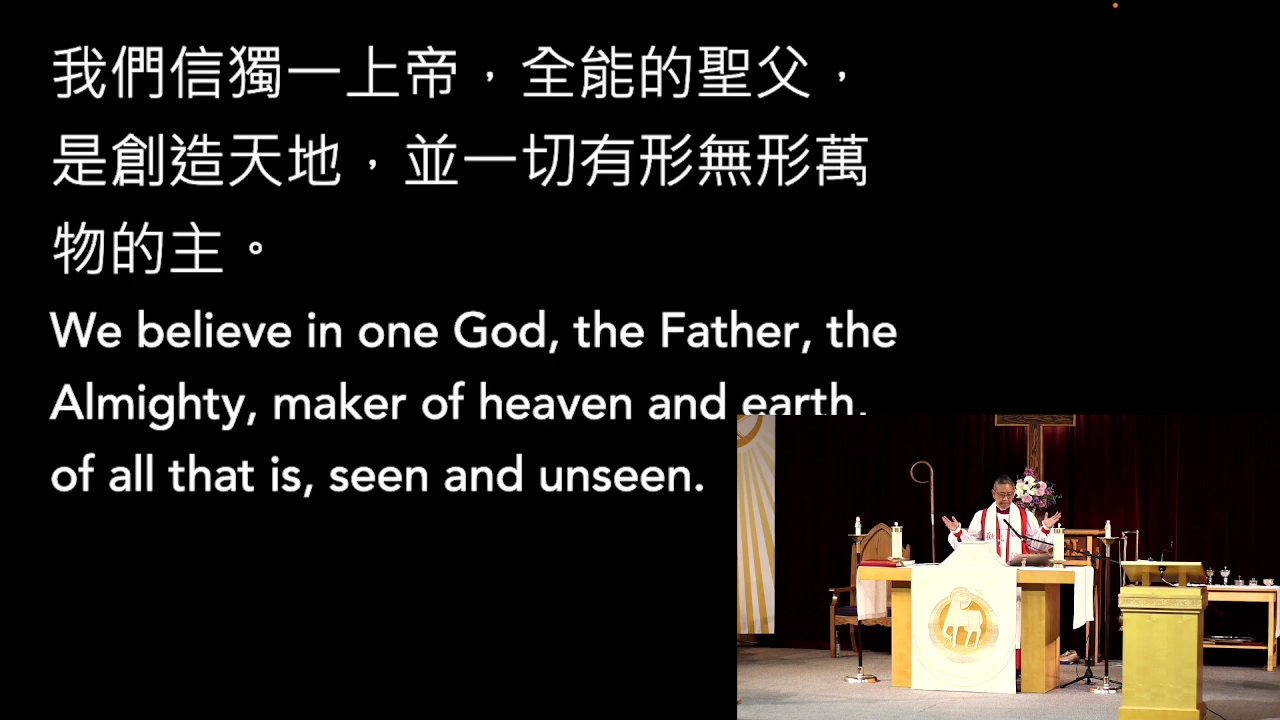 我們信獨一上帝，全能的聖父，
是創造天地，並一切有形無形萬
物的主。
We believe in one God, the Father, the
Almighty, maker of heaven and earth,
of all that is, seen and unseen.